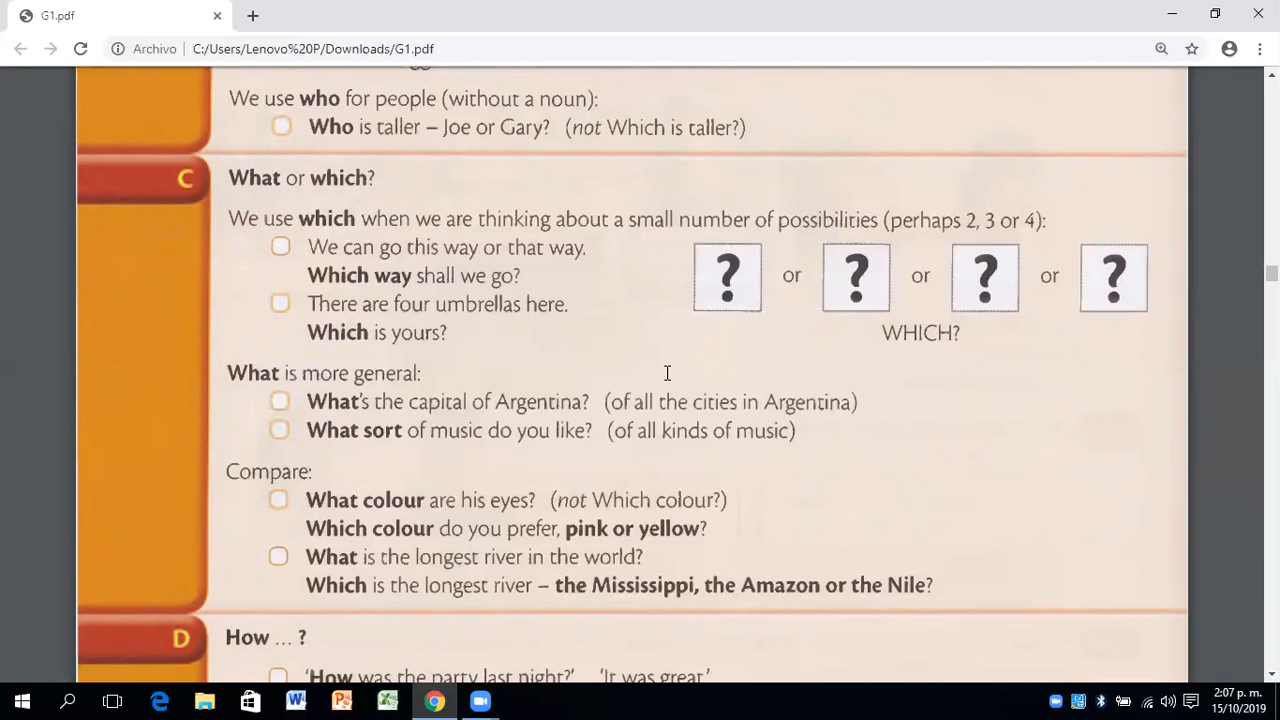 G1.pdf
Archivo C:/Users/Lenovo%20P/Downloads/G1.pdf
We use who for people (without a noun):
Who is taller – Joe or Gary? (not Which is taller?)
C What or which?
We use which when we are thinking about a small number of possibilities (perhaps 2, 3 or 4):
We can go this way or that way.
Which way shall we go?
? or ? or ? or ?
There are four umbrellas here.
Which is yours?
WHICH?
What is more general:
What's the capital of Argentina? (of all the cities in Argentina)
What sort of music do you like? (of all kinds of music)
Compare:
What colour are his eyes? (not Which colour?)
Which colour do you prefer, pink or yellow?
What is the longest river in the world?
Which is the longest river – the Mississippi, the Amazon or the Nile?
D How … ?
'How was the party last night?' 'It was great'
2:07 p. m.
15/10/2019